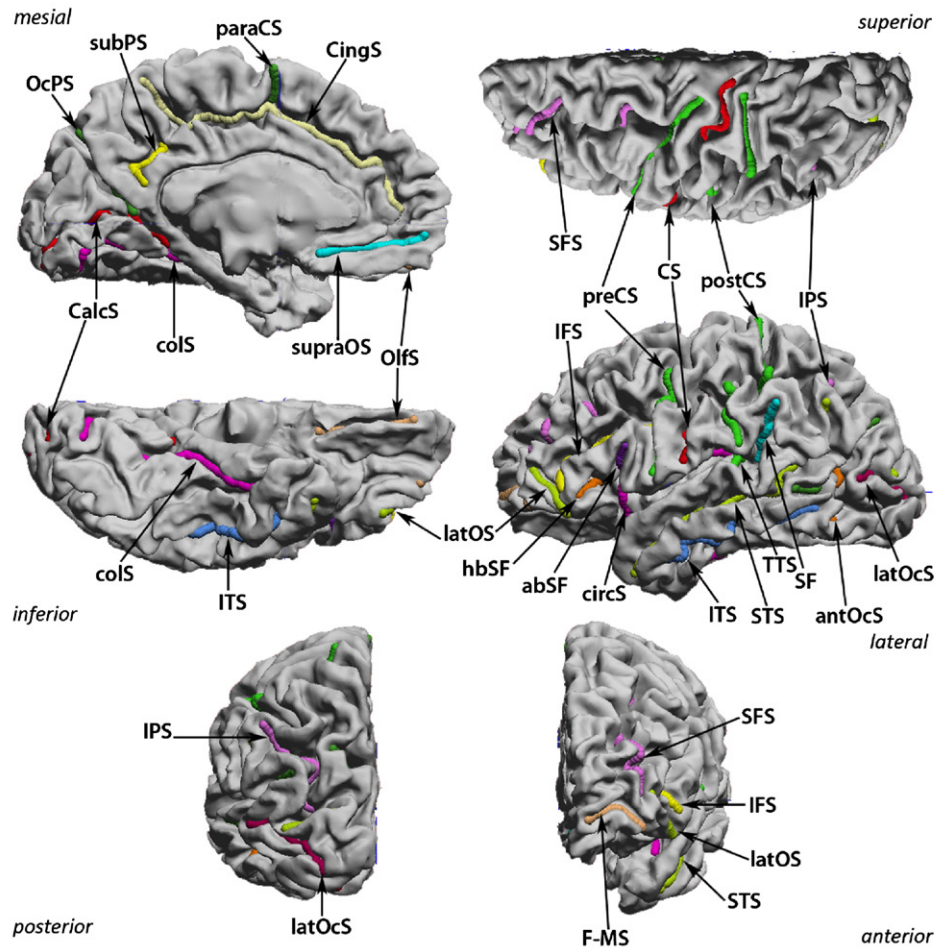 mesial
paraCS
superior
subPS
CingS
OcPS
SFS
CS
postCS
preCS
IPS
CalcS
IFS
colS
supraOS
OlfS
latOS
colS
hbSF
TTS
latOcS
abSF
SF
ITS
circS
ITS
STS
antOcS
inferior
lateral
SFS
IPS
IFS
latOS
STS
latOcS
posterior
F-MS
anterior